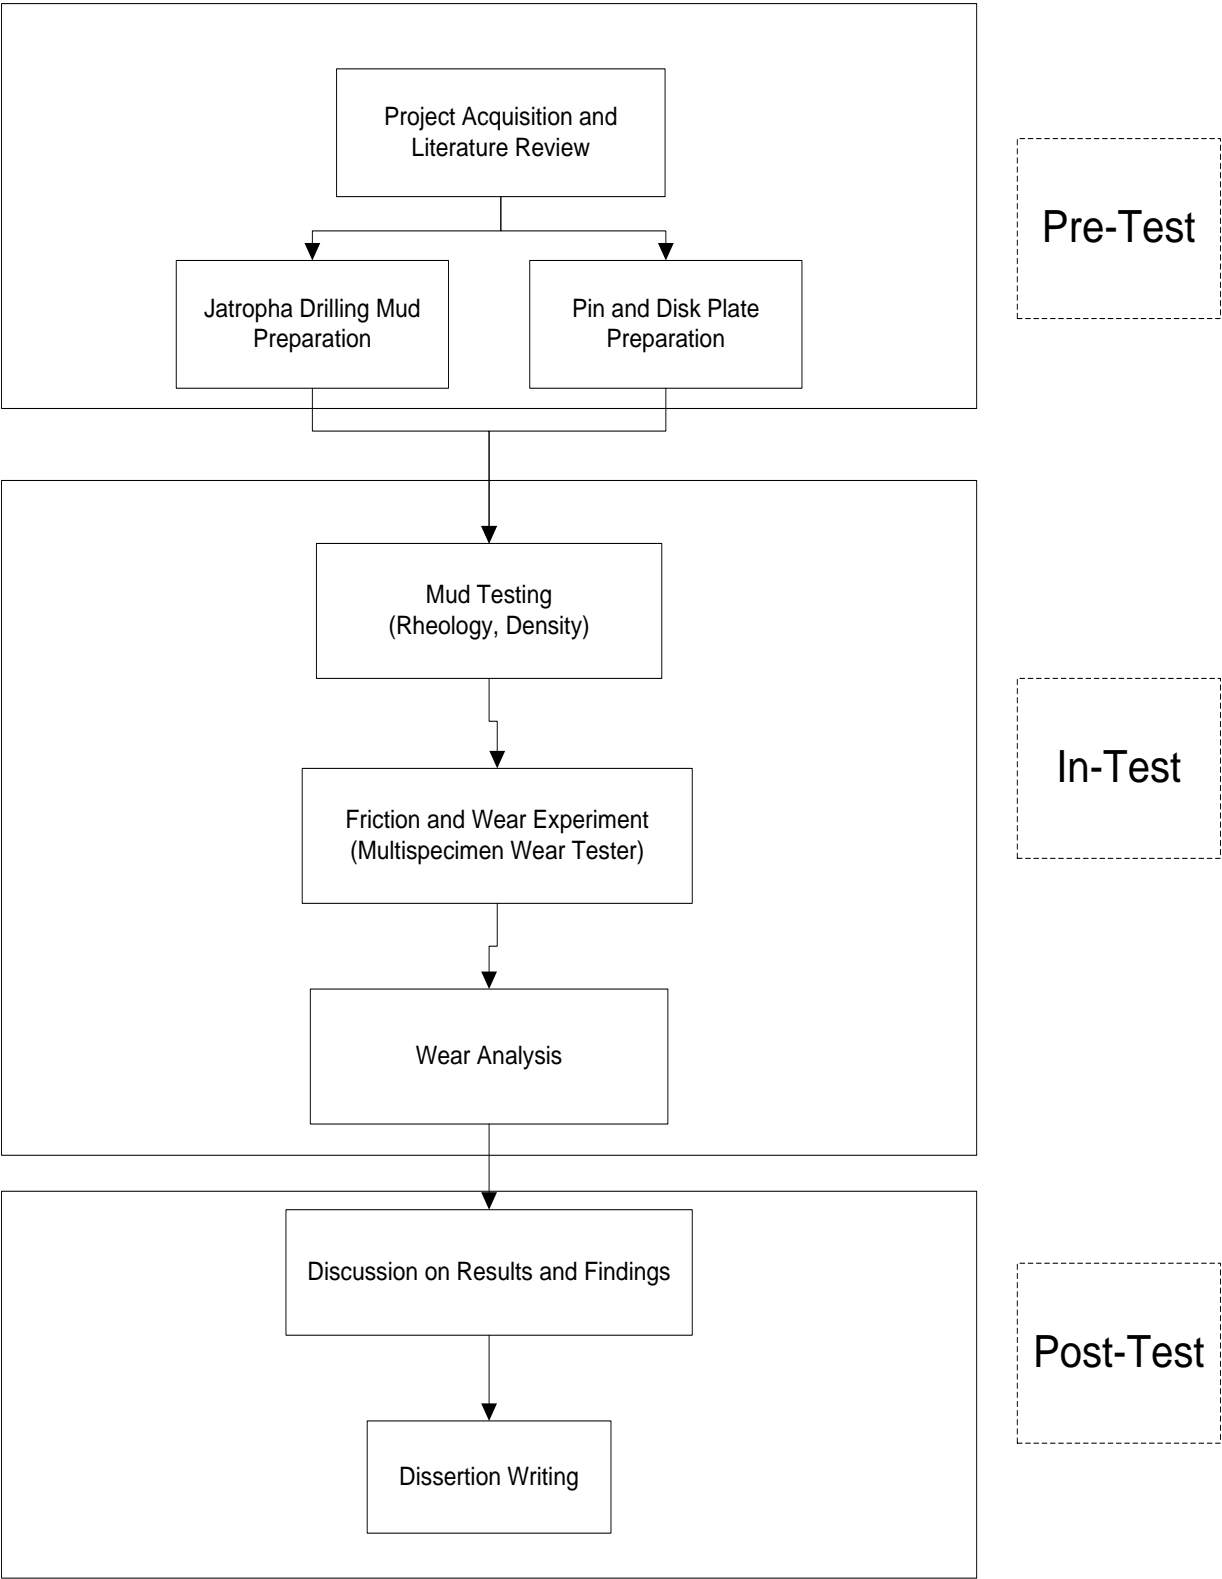 Project Acquisition and
Literature Review
Pre-Test
Jatropha Drilling Mud
Preparation
Pin and Disk Plate
Preparation
Mud Testing
(Rheology, Density)
In-Test
Friction and Wear Experiment
(Multispecimen Wear Tester)
Wear Analysis
Discussion on Results and Findings
Post-Test
Dissertion Writing